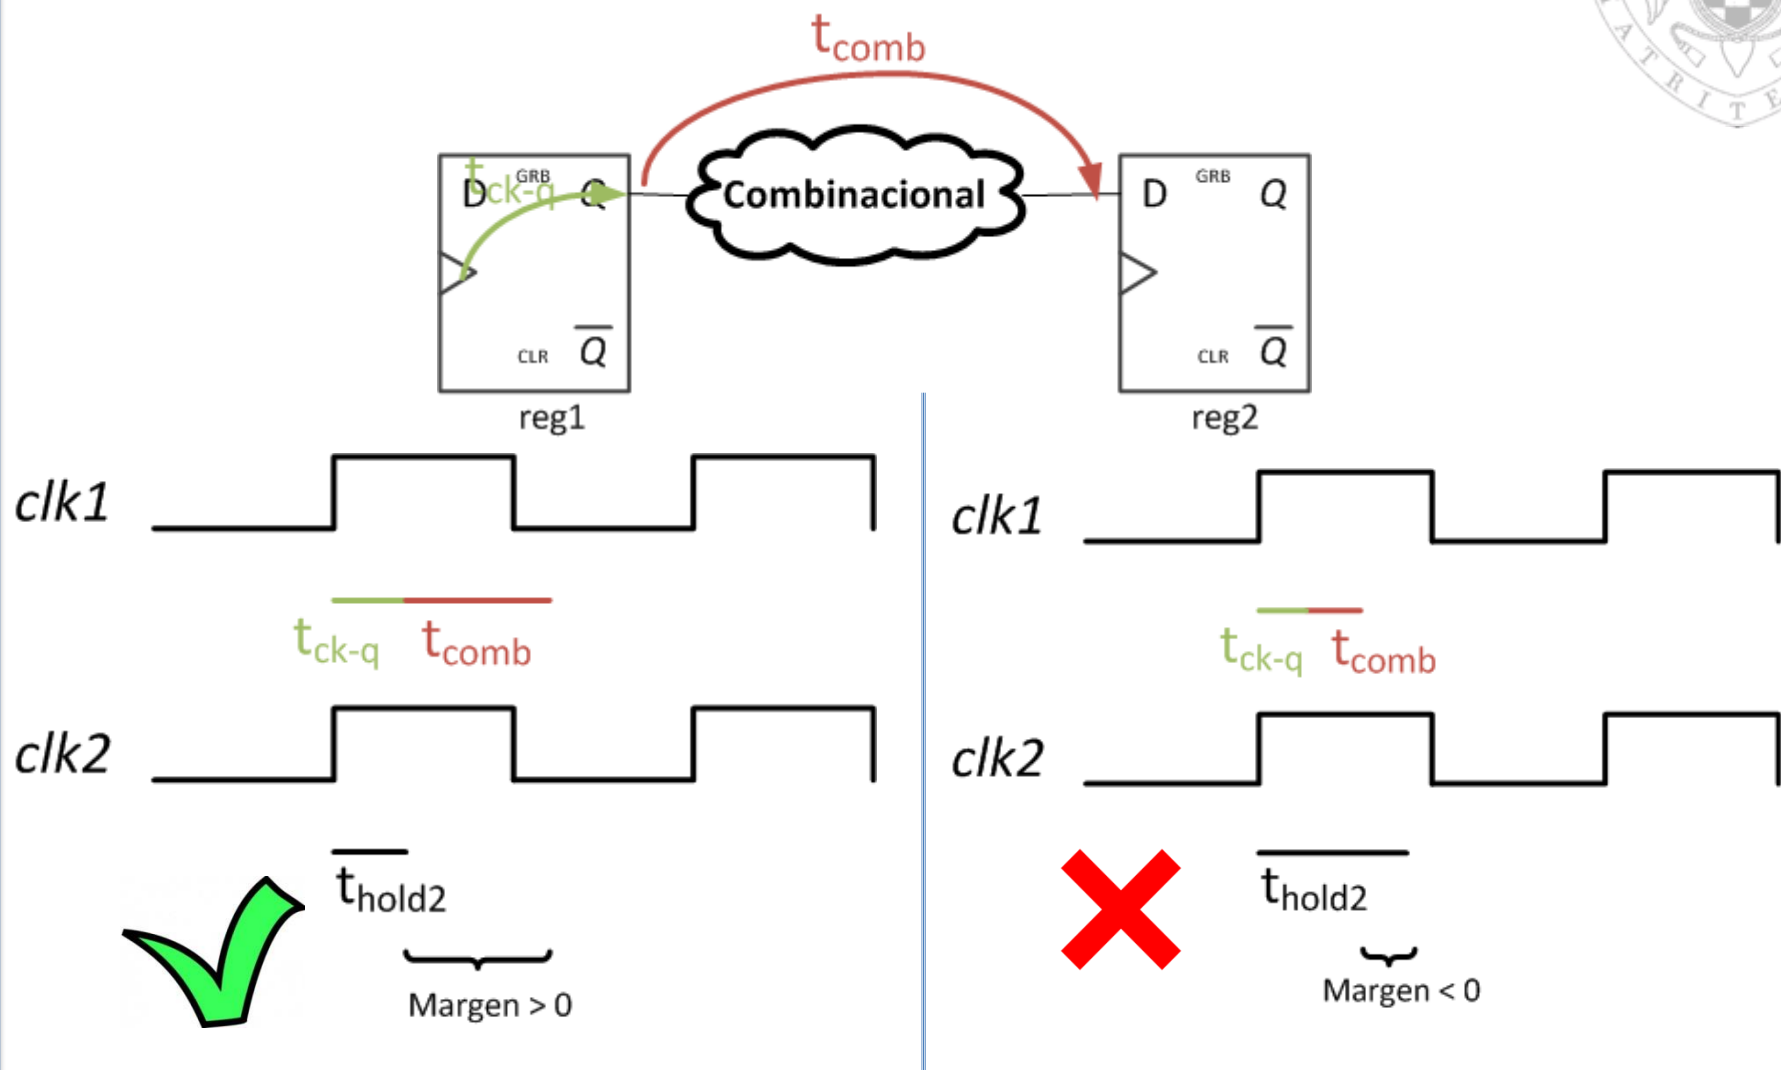 tcomb
D
tck-q
GRB
Q
CLR
Q
reg1
Combinacional
D
GRB
Q
CLR
Q
reg2
clk1
tck-q
tcomb
clk2
thold2
Margen > 0
clk1
tck-q
tcomb
clk2
thold2
Margen < 0
ATRITE